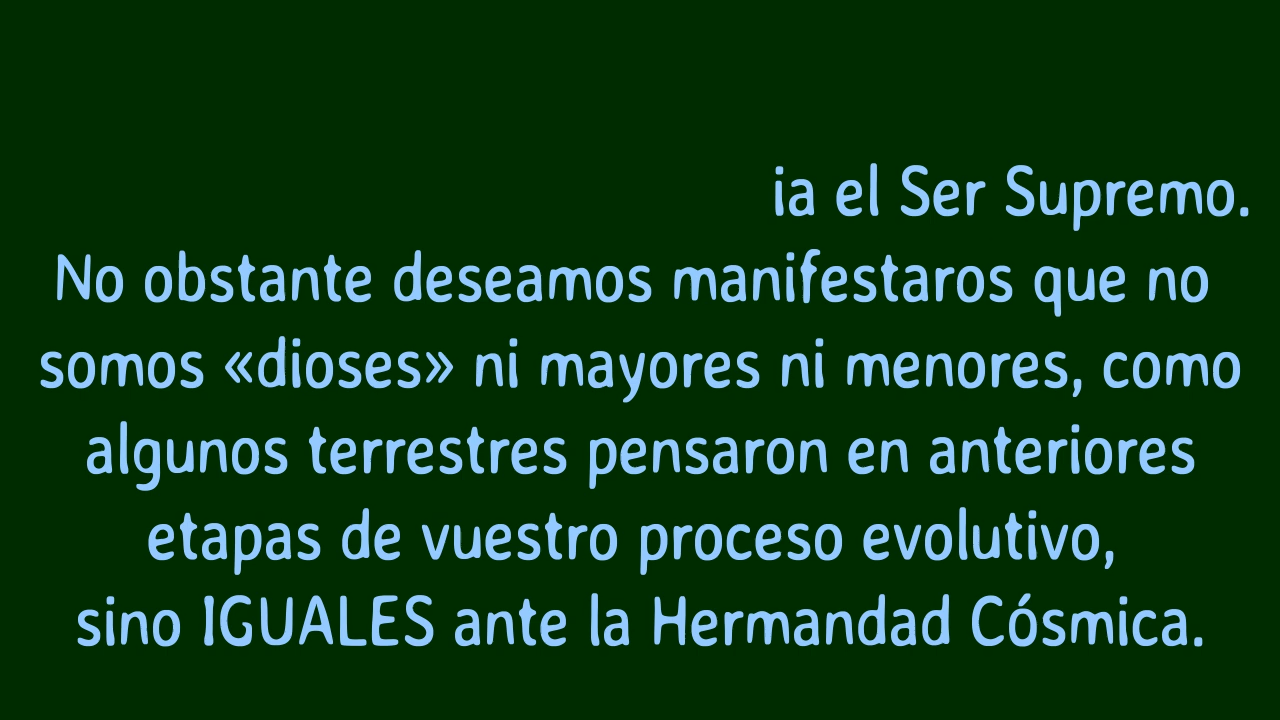 ia el Ser Supremo.
No obstante deseamos manifestaros que no
somos «dioses» ni mayores ni menores, como
algunos terrestres pensaron en anteriores
etapas de vuestro proceso evolutivo,
sino IGUALES ante la Hermandad Cósmica.